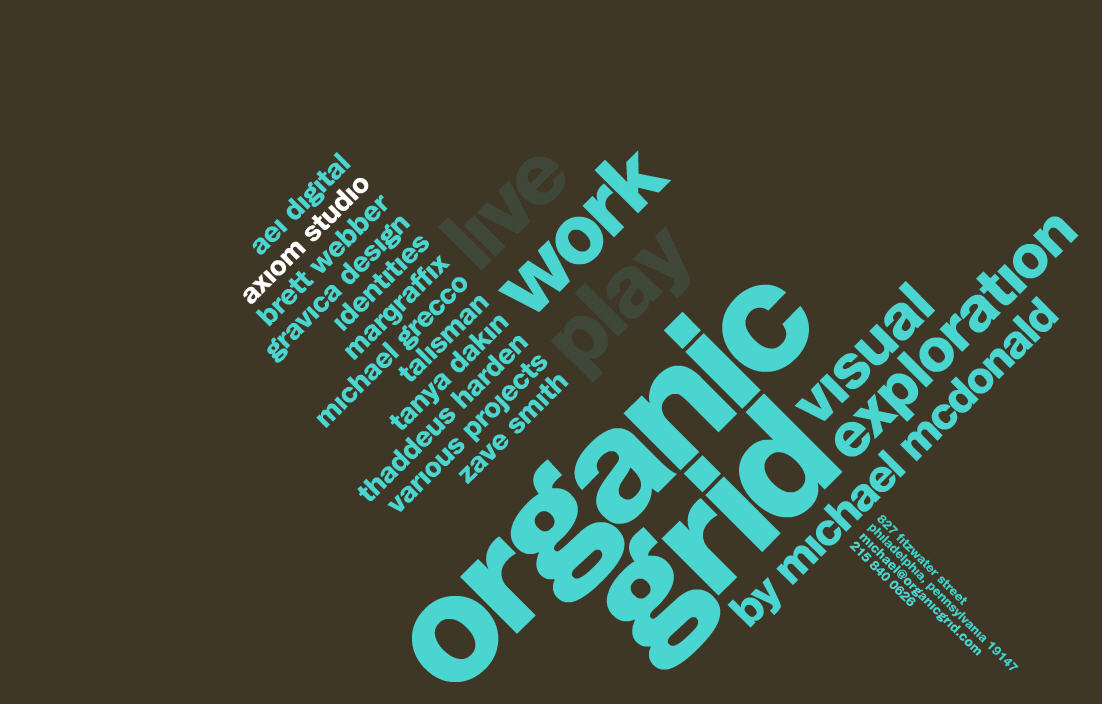 aei digital
axiom studio
brett webber
gravica design
identities
margraffix
michael grecco
talisman
tanya dakin
thaddeus harden
various projects
zave smith
live
work
play
organic
grid
visual
exploration
by michael mcdonald
827 fitzwater street
philadelphia, pennsylvania 19147
michael@organicgrid.com
215 840 0626